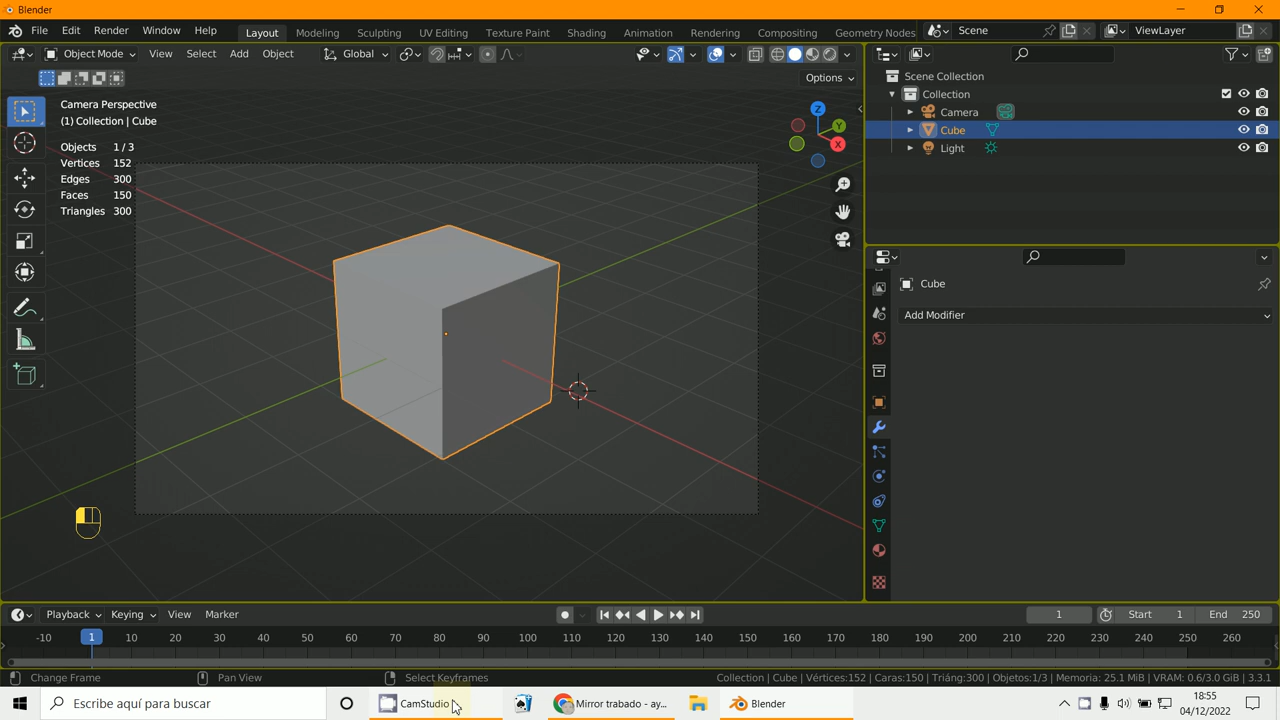 Blender
File Edit Render Window Help
Layout Modeling Sculpting UV Editing Texture Paint Shading Animation Rendering Compositing Geometry Nodes
Scene
ViewLayer
Object Mode View Select Add Object Global
Options
Camera Perspective
(1) Collection | Cube
Objects 1 / 3
Vertices 152
Edges 300
Faces 150
Triangles 300
Z
Y
X
Scene Collection
Collection
Camera
Cube
Light
Cube
Add Modifier
Playback Keying View Marker
1
Start 1
End 250
-10 1 10 20 30 40 50 60 70 80 90 100 110 120 130 140 150 160 170 180 190 200 210 220 230 240 250 260
Change Frame Pan View Select Keyframes
Collection | Cube | Vértices:152 | Caras:150 | Triáng:300 | Objetos:1/3 | Memoria: 25.1 MiB | VRAM: 0.6/3.0 GiB | 3.3.1
Escribe aquí para buscar
CamStudio
Mirror trabado - ay...
Blender
18:55
04/12/2022